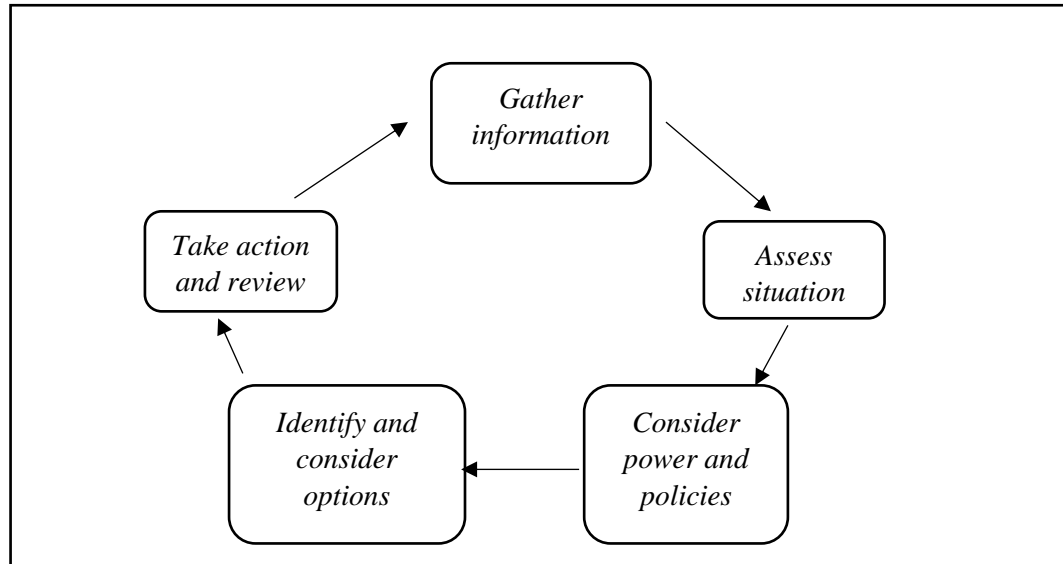 Gather
information
Assess
situation
Consider
power and
policies
Identify and
consider
options
Take action
and review